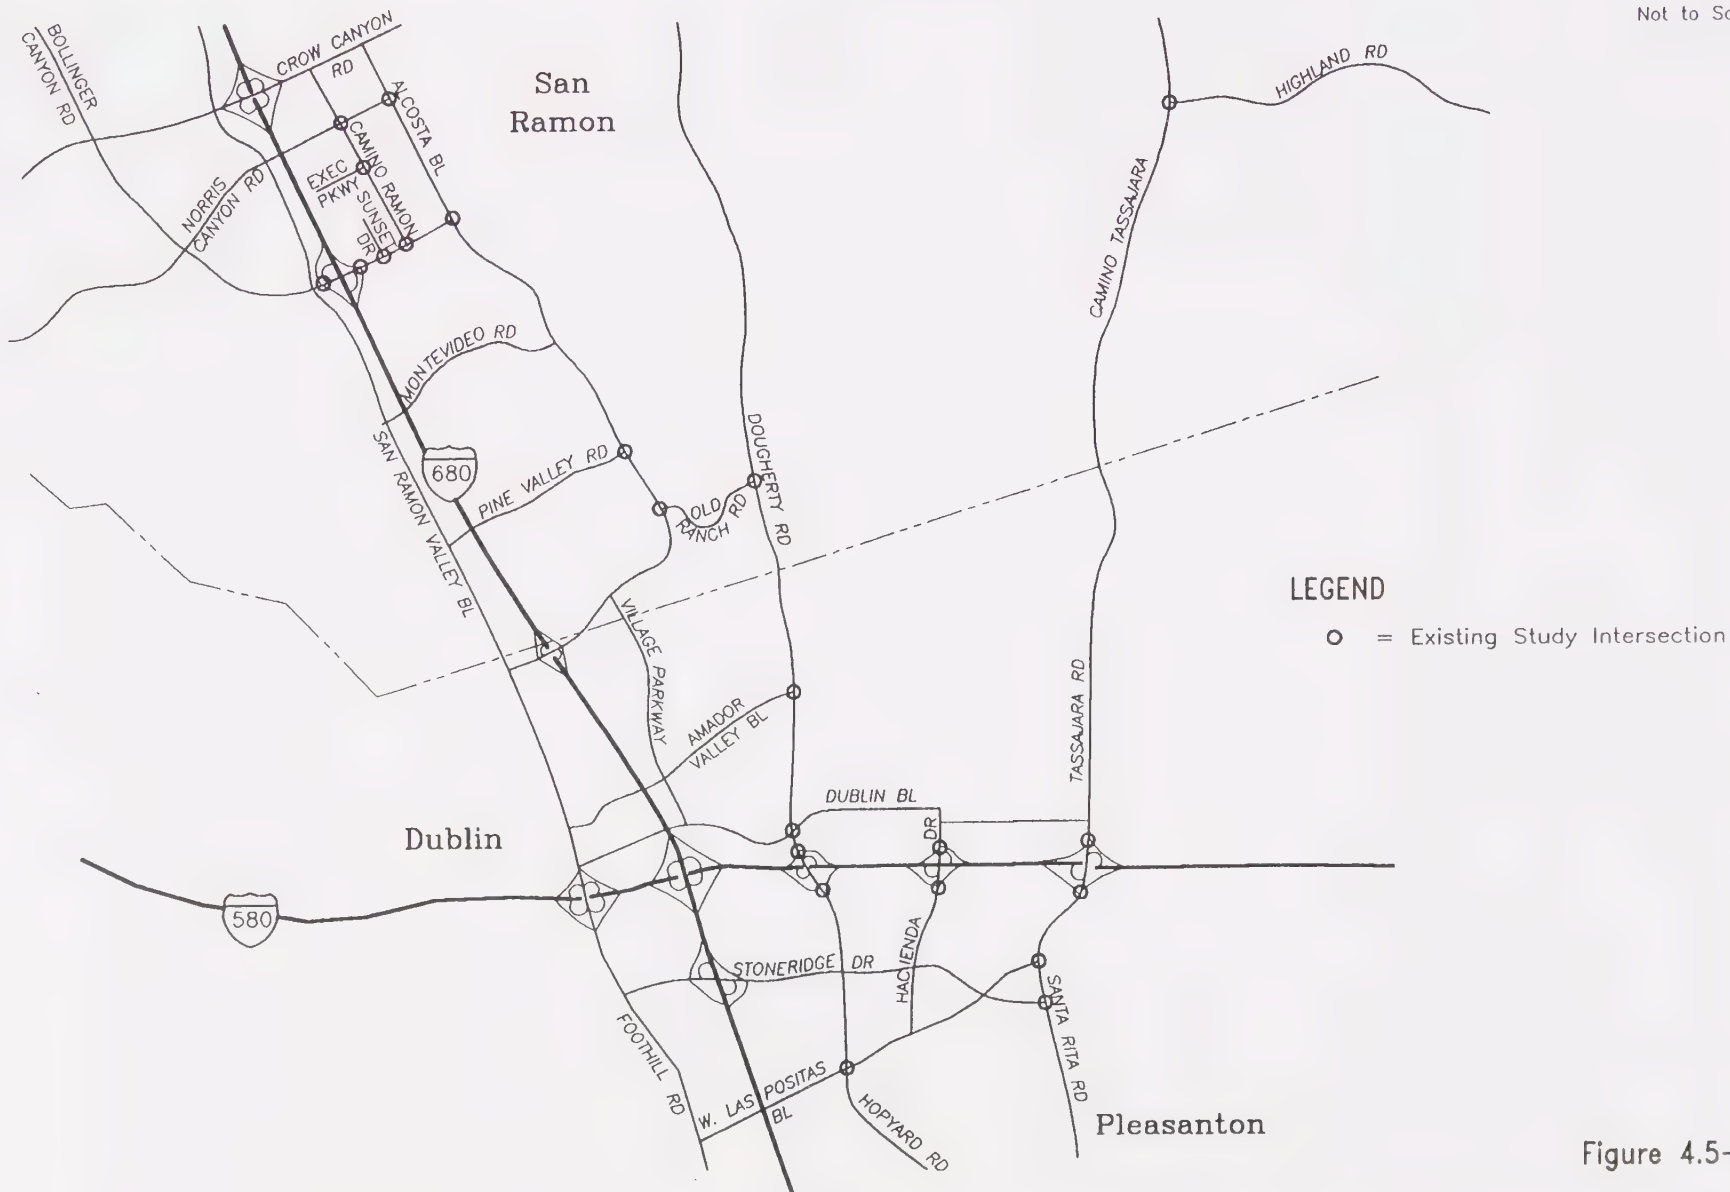 Not to Sc
BOLLINGER
CANYON RD
CROW CANYON
RD
San
Ramon
HIGHLAND RD
ALCOSTA BL
CAMINO RAMON
EXEC
PKWY
SUNSET
DR
NORRIS
CANYON RD
CAMINO TASSAJARA
MONTEVIDEO RD
DOUGHERTY RD
SAN RAMON VALLEY BL
680
PINE VALLEY RD
OLD
RANCH RD
LEGEND
= Existing Study Intersection
VILLAGE PARKWAY
TASSAJARA RD
AMADOR
VALLEY BL
DUBLIN BL
Dublin
DR
580
STONERIDGE DR
HACIENDA
SANTA RITA RD
FOOTHILL RD
W. LAS POSITAS
BL
HOPYARD RD
Pleasanton
Figure 4.5-